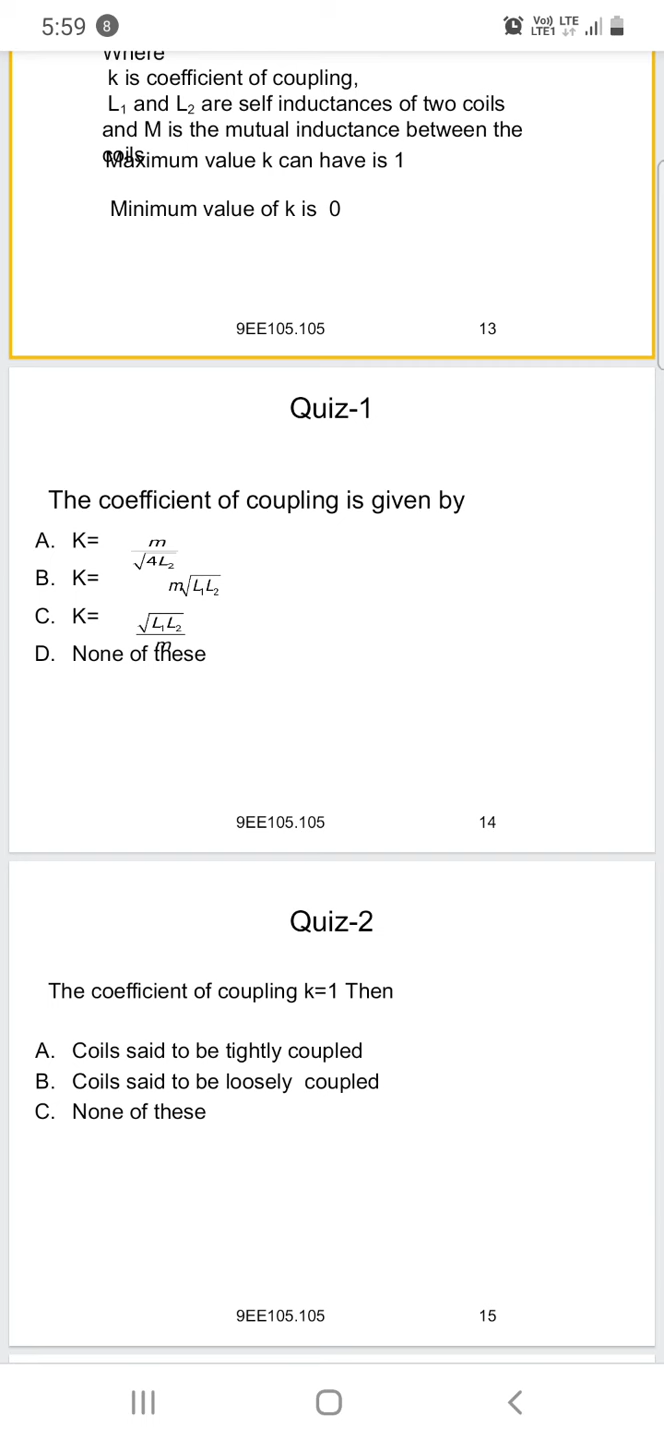 5:59 8 Vo)) LTE LTE1
Where
k is coefficient of coupling,
L₁ and L₂ are self inductances of two coils
and M is the mutual inductance between the
coils
Maximum value k can have is 1
Minimum value of k is 0
9EE105.105 13
Quiz-1
The coefficient of coupling is given by
A. K= m/√4L₂
B. K= m√L₁L₂
C. K= √L₁L₂/m
D. None of these
9EE105.105 14
Quiz-2
The coefficient of coupling k=1 Then
A. Coils said to be tightly coupled
B. Coils said to be loosely coupled
C. None of these
9EE105.105 15